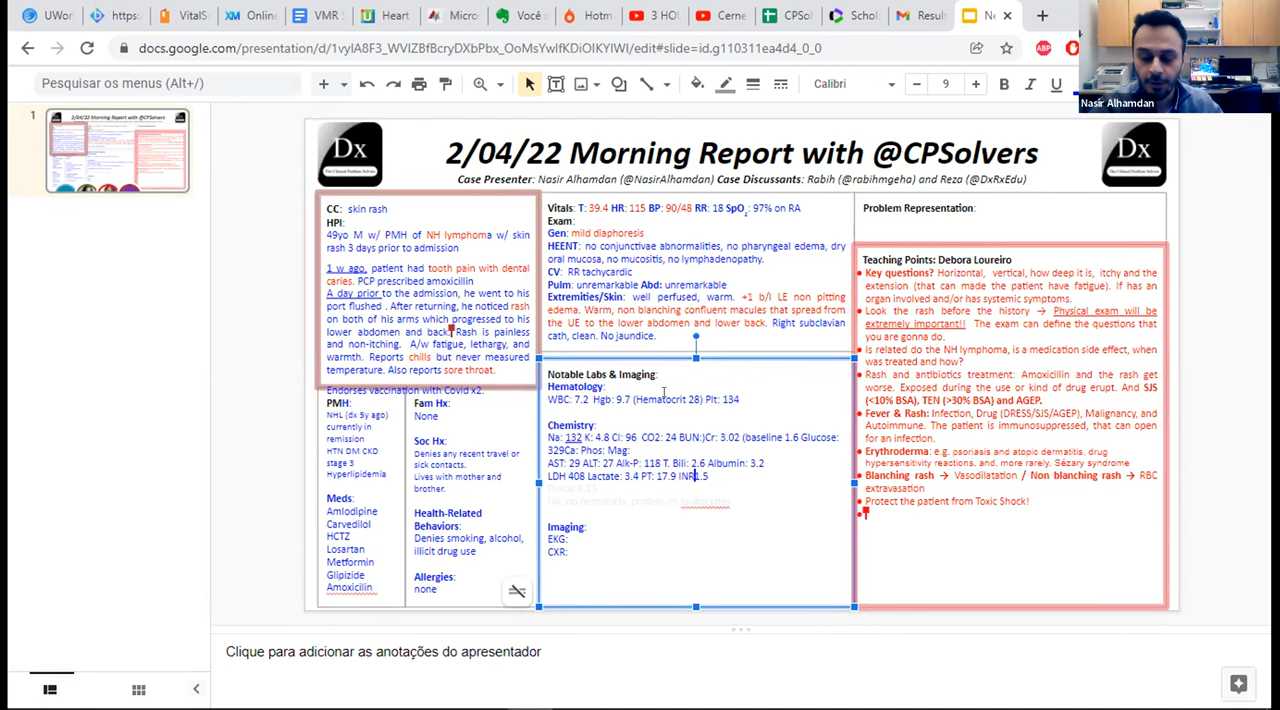 UWor
https:
VitalS
Online
VMR S
Heart
Micro
Você s
Hotm
3 HO
Cerne
CPSol
Schola
Result
Ne
docs.google.com/presentation/d/1vylA8F3_WVIZBfBcryDXbPbx_OoMsYwIfKDiOIKYIWI/edit#slide=id.g110311ea4d4_0_0
Pesquisar os menus (Alt+/)
Calibri
9
B I U
Nasir Alhamdan
1
Dx
2/04/22 Morning Report with @CPSolvers
Case Presenter: Nasir Alhamdan (@NasirAlhamdan) Case Discussants: Rabih (@rabihmgeha) and Reza (@DxRxEdu)
Dx
CC: skin rash
HPI:
49yo M w/ PMH of NH lymphoma w/ skin
rash 3 days prior to admission
1 w ago, patient had tooth pain with dental
caries. PCP prescribed amoxicillin
A day prior to the admission, he went to his
port flushed . After returning, he noticed rash
on both of his arms which progressed to his
lower abdomen and back. Rash is painless
and non-itching. A/w fatigue, lethargy, and
warmth. Reports chills but never measured
temperature. Also reports sore throat.
Endorses vaccination with Covid x2.
PMH:
NHL (dx 5y ago)
currently in
remission
HTN DM CKD
stage 3
Hyperlipidemia
Meds:
Amlodipine
Carvedilol
HCTZ
Losartan
Metformin
Glipizide
Amoxicilin
Fam Hx:
None
Soc Hx:
Denies any recent travel or
sick contacts.
Lives with mother and
brother.
Health-Related
Behaviors:
Denies smoking, alcohol,
illicit drug use
Allergies:
none
Vitals: T: 39.4 HR: 115 BP: 90/48 RR: 18 SpO2: 97% on RA
Exam:
Gen: mild diaphoresis
HEENT: no conjunctivae abnormalities, no pharyngeal edema, dry
oral mucosa, no mucositis, no lymphadenopathy.
CV: RR tachycardic
Pulm: unremarkable Abd: unremarkable
Extremities/Skin: well perfused, warm. +1 b/l LE non pitting
edema. Warm, non blanching confluent macules that spread from
the UE to the lower abdomen and lower back. Right subclavian
cath, clean. No jaundice.
Notable Labs & Imaging:
Hematology:
WBC: 7.2 Hgb: 9.7 (Hematocrit 28) Plt: 134
Chemistry:
Na: 132 K: 4.8 Cl: 96 CO2: 24 BUN:)Cr: 3.02 (baseline 1.6 Glucose:
329Ca: Phos: Mg:
AST: 29 ALT: 27 Alk-P: 118 T. Bili: 2.6 Albumin: 3.2
LDH 408 Lactate: 3.4 PT: 17.9 INR1.5
UA: no hematuria, protein, or leukocytes
Imaging:
EKG:
CXR:
Problem Representation:
Teaching Points: Debora Loureiro
● Key questions? Horizontal, vertical, how deep it is, itchy and the
extension (that can made the patient have fatigue). If has an
organ involved and/or has systemic symptoms.
● Look the rash before the history → Physical exam will be
extremely important!! The exam can define the questions that
you are gonna do.
● Is related do the NH lymphoma, is a medication side effect, when
was treated and how?
● Rash and antibiotics treatment: Amoxicillin and the rash get
worse. Exposed during the use or kind of drug erupt. And SJS
(<10% BSA), TEN (>30% BSA) and AGEP.
● Fever & Rash: Infection, Drug (DRESS/SJS/AGEP), Malignancy, and
Autoimmune. The patient is immunosuppressed, that can open
for an infection.
● Erythroderma: e.g. psoriasis and atopic dermatitis, drug
hypersensitivity reactions, and, more rarely, Sézary syndrome
● Blanching rash → Vasodilatation / Non blanching rash → RBC
extravasation
● Protect the patient from Toxic Shock!
●
Clique para adicionar as anotações do apresentador